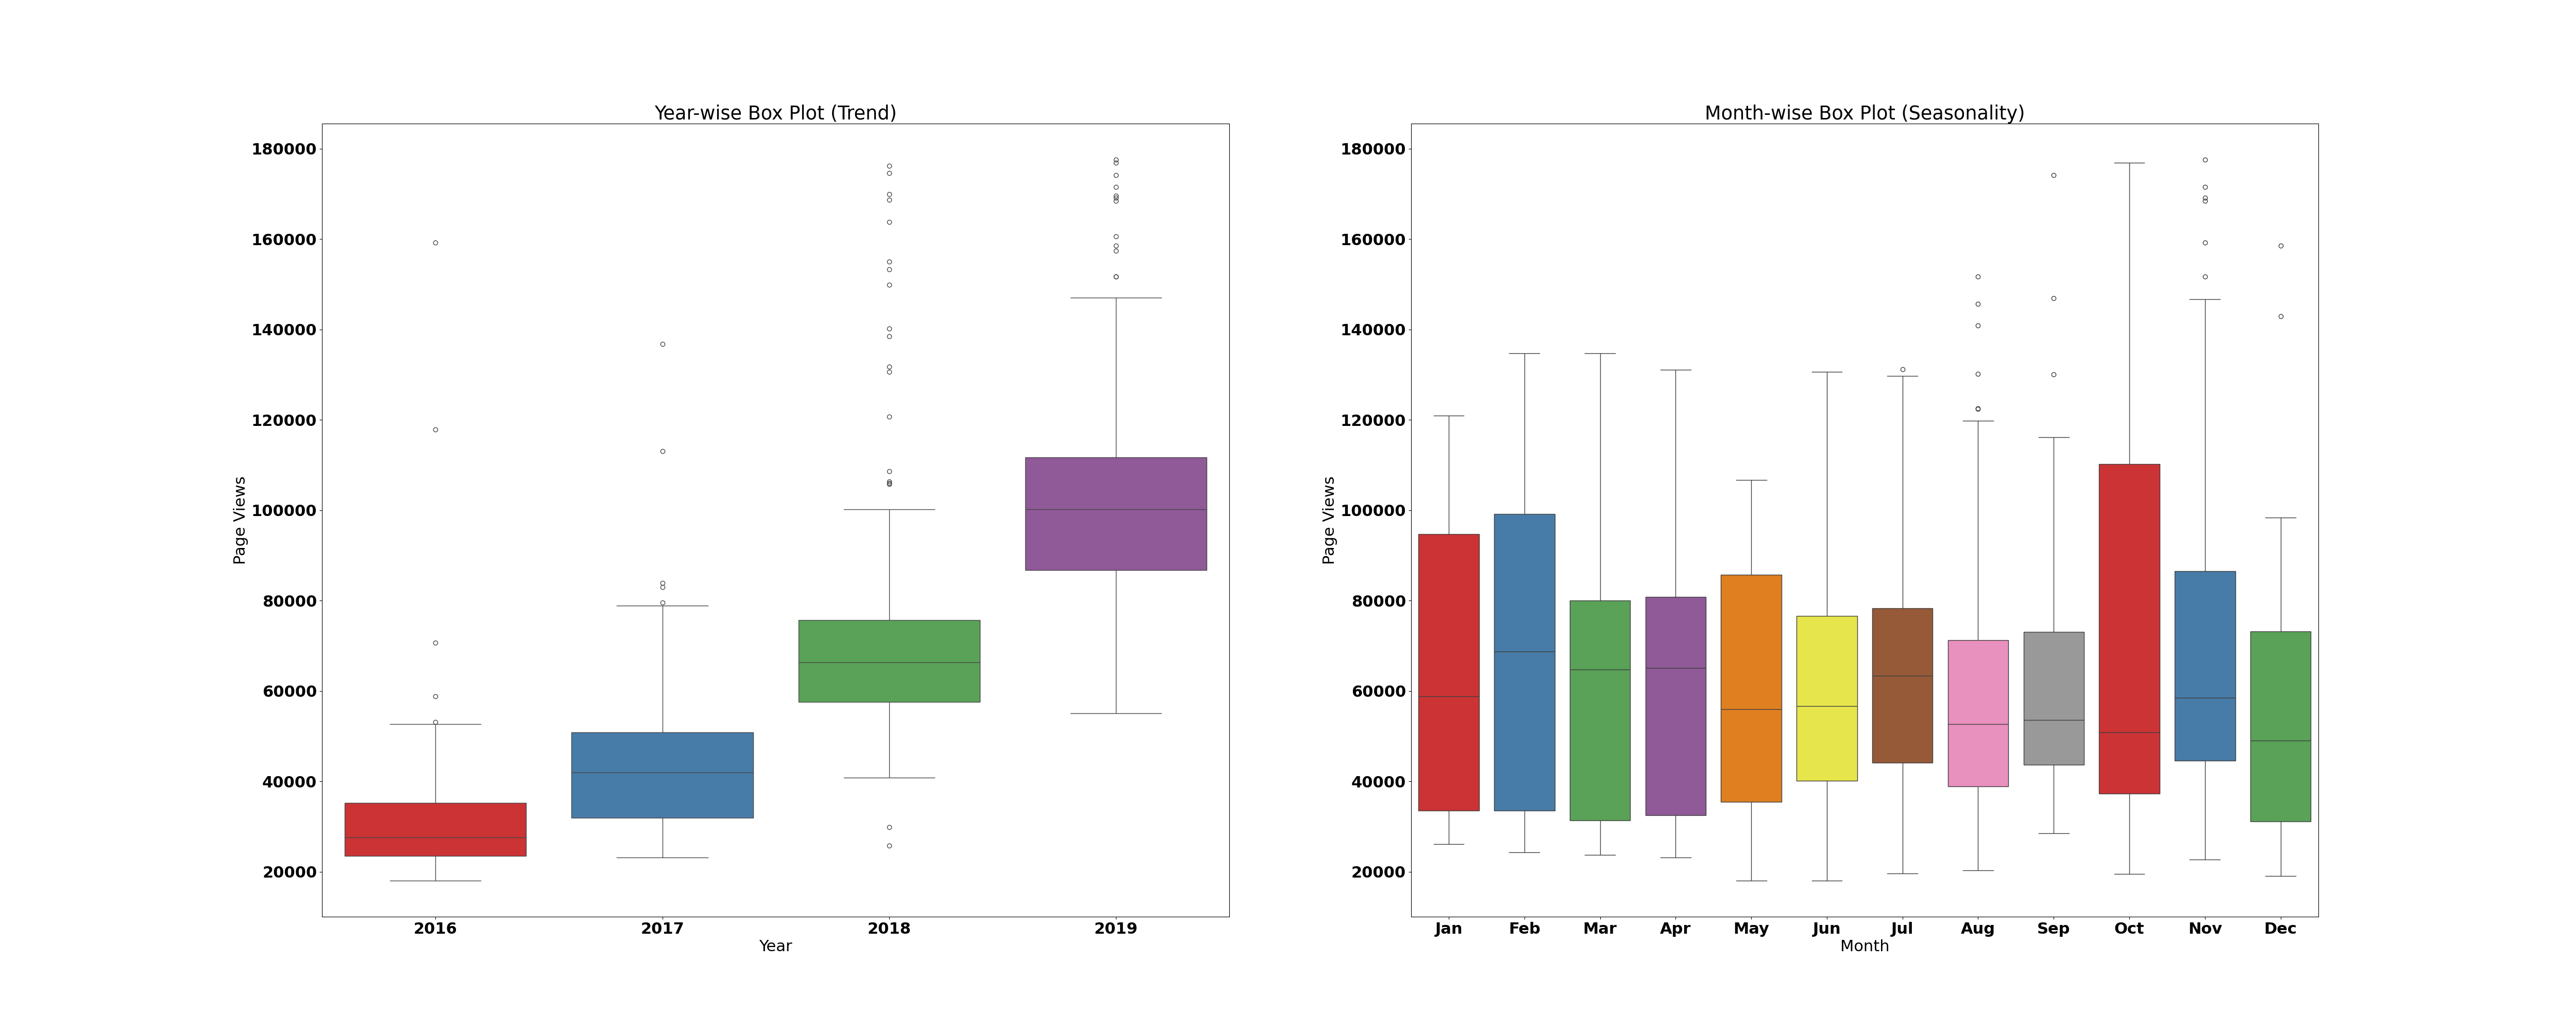 Year-wise Box Plot (Trend)
180000
160000
140000
120000
100000
80000
60000
40000
20000
Page Views
2016 2017 2018 2019
Year
Month-wise Box Plot (Seasonality)
180000
160000
140000
120000
100000
80000
60000
40000
20000
Page Views
Jan Feb Mar Apr May Jun Jul Aug Sep Oct Nov Dec
Month